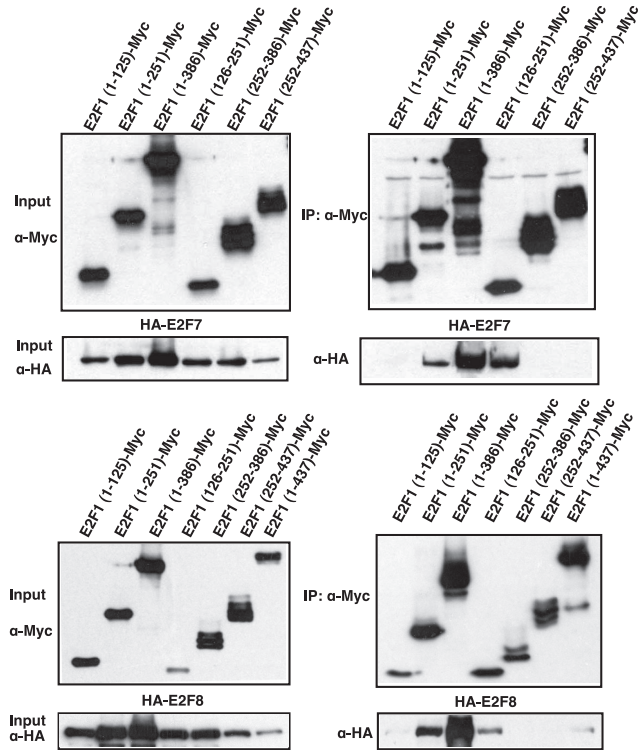 E2F1 (1-125)-Myc
E2F1 (1-251)-Myc
E2F1 (1-386)-Myc
E2F1 (126-251)-Myc
E2F1 (252-386)-Myc
E2F1 (252-437)-Myc
Input
α-Myc
HA-E2F7
Input
α-HA
E2F1 (1-125)-Myc
E2F1 (1-251)-Myc
E2F1 (1-386)-Myc
E2F1 (126-251)-Myc
E2F1 (252-386)-Myc
E2F1 (252-437)-Myc
IP: α-Myc
HA-E2F7
α-HA
E2F1 (1-125)-Myc
E2F1 (1-251)-Myc
E2F1 (1-386)-Myc
E2F1 (126-251)-Myc
E2F1 (252-386)-Myc
E2F1 (252-437)-Myc
E2F1 (1-437)-Myc
Input
α-Myc
HA-E2F8
Input
α-HA
E2F1 (1-125)-Myc
E2F1 (1-251)-Myc
E2F1 (1-386)-Myc
E2F1 (126-251)-Myc
E2F1 (252-386)-Myc
E2F1 (252-437)-Myc
E2F1 (1-437)-Myc
IP: α-Myc
HA-E2F8
α-HA